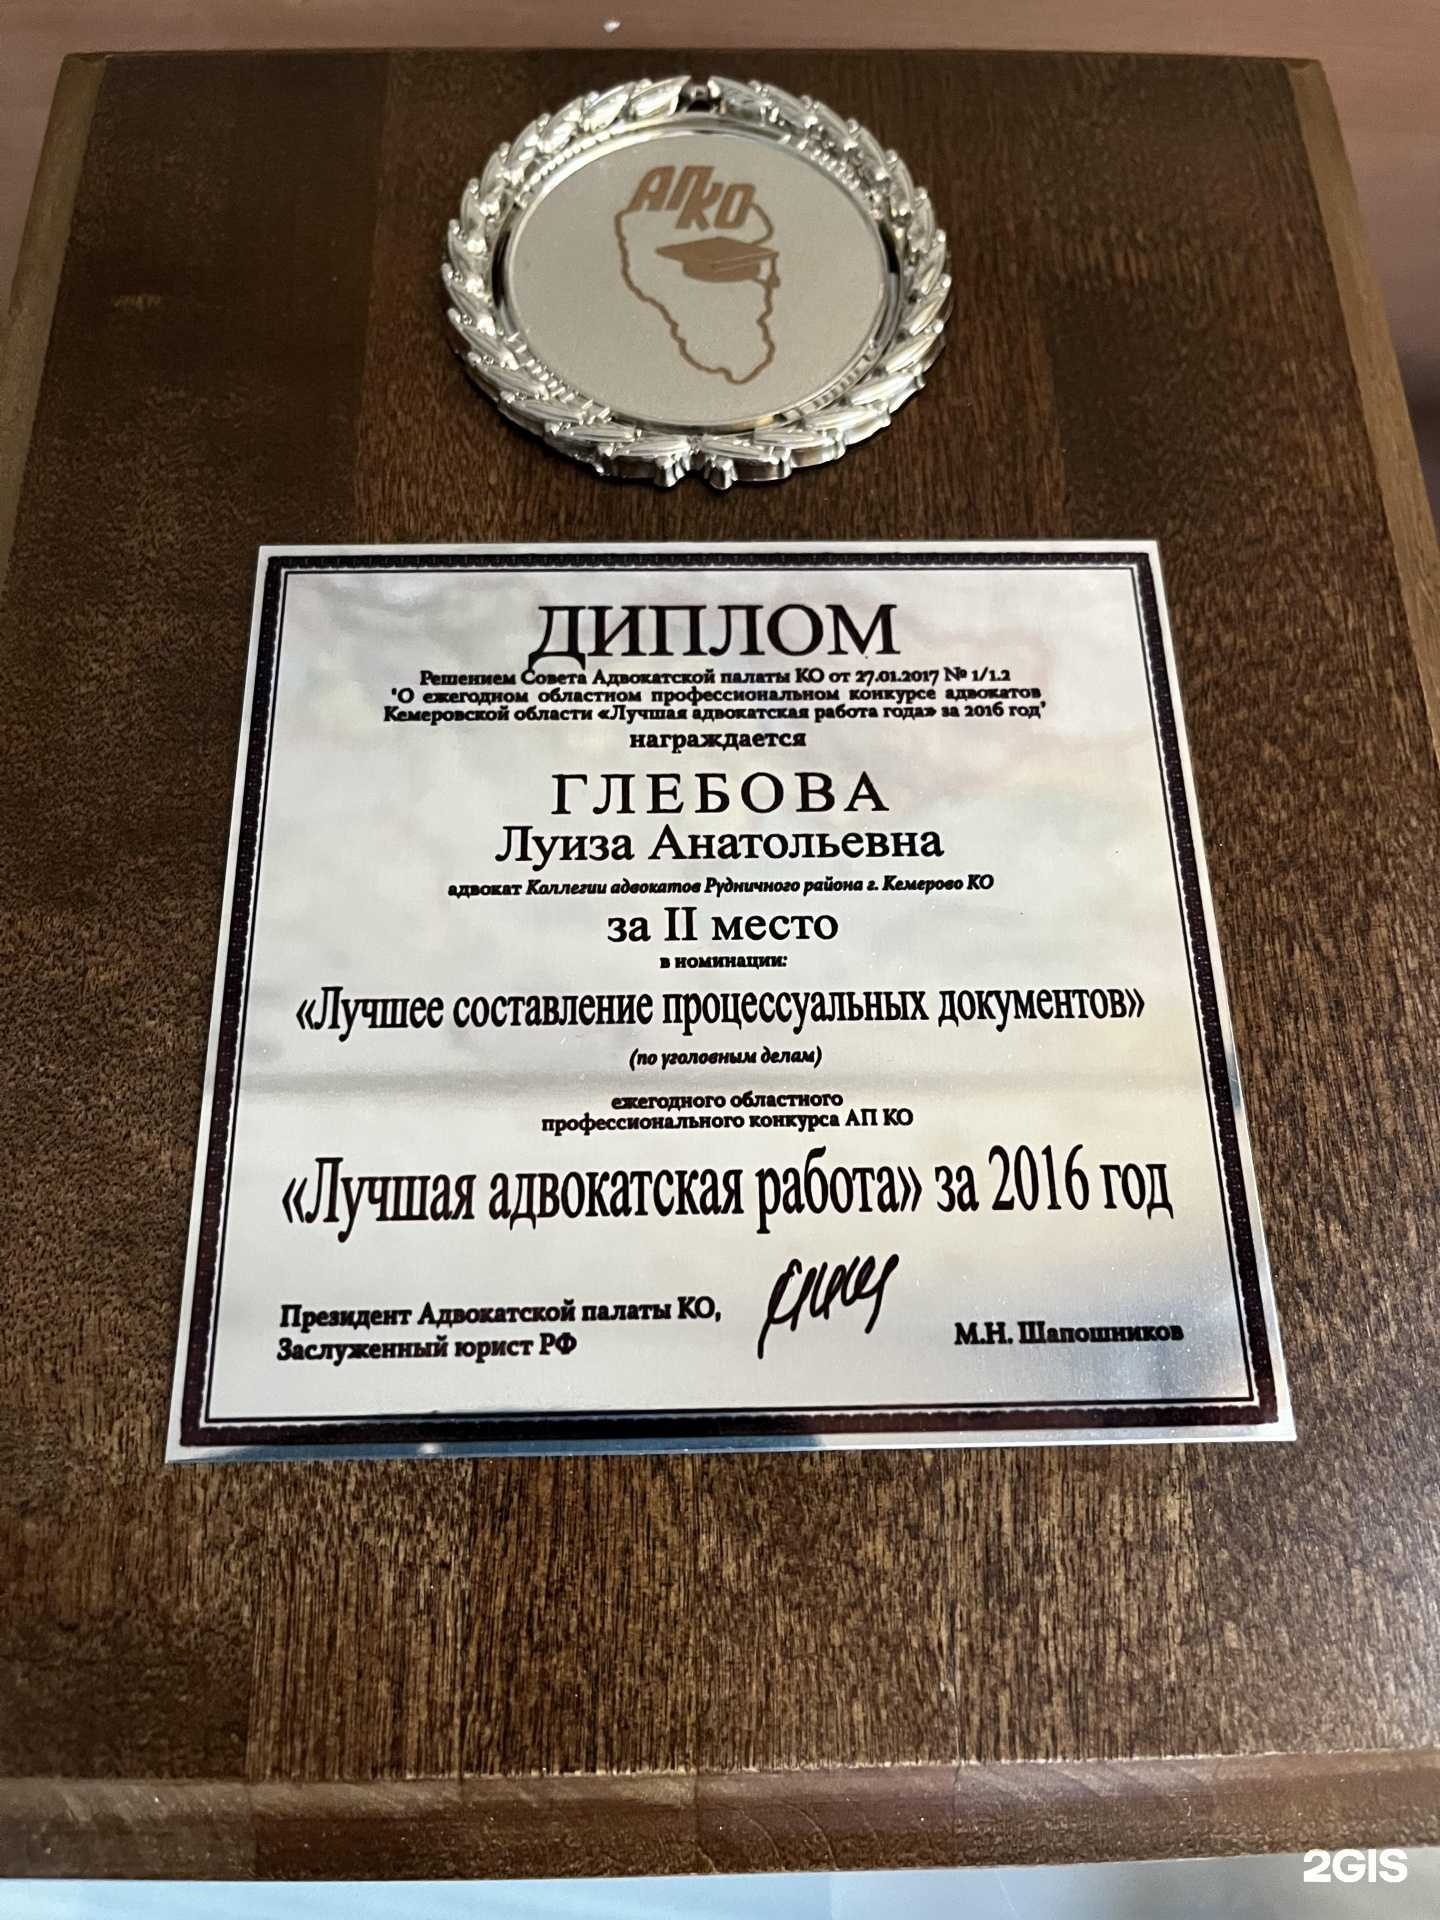 АПКО
ДИПЛОМ
Решением Совета Адвокатской палаты КО от 27.01.2017 № 1/1.2
"О ежегодном областном профессиональном конкурсе адвокатов
Кемеровской области «Лучшая адвокатская работа года» за 2016 год"
награждается
ГЛЕБОВА
Луиза Анатольевна
адвокат Коллегии адвокатов Рудничного района г. Кемерово КО
за II место
в номинации:
«Лучшее составление процессуальных документов»
(по уголовным делам)
ежегодного областного
профессионального конкурса АП КО
«Лучшая адвокатская работа» за 2016 год
Президент Адвокатской палаты КО,
Заслуженный юрист РФ
М.Н. Шапошников
2GIS